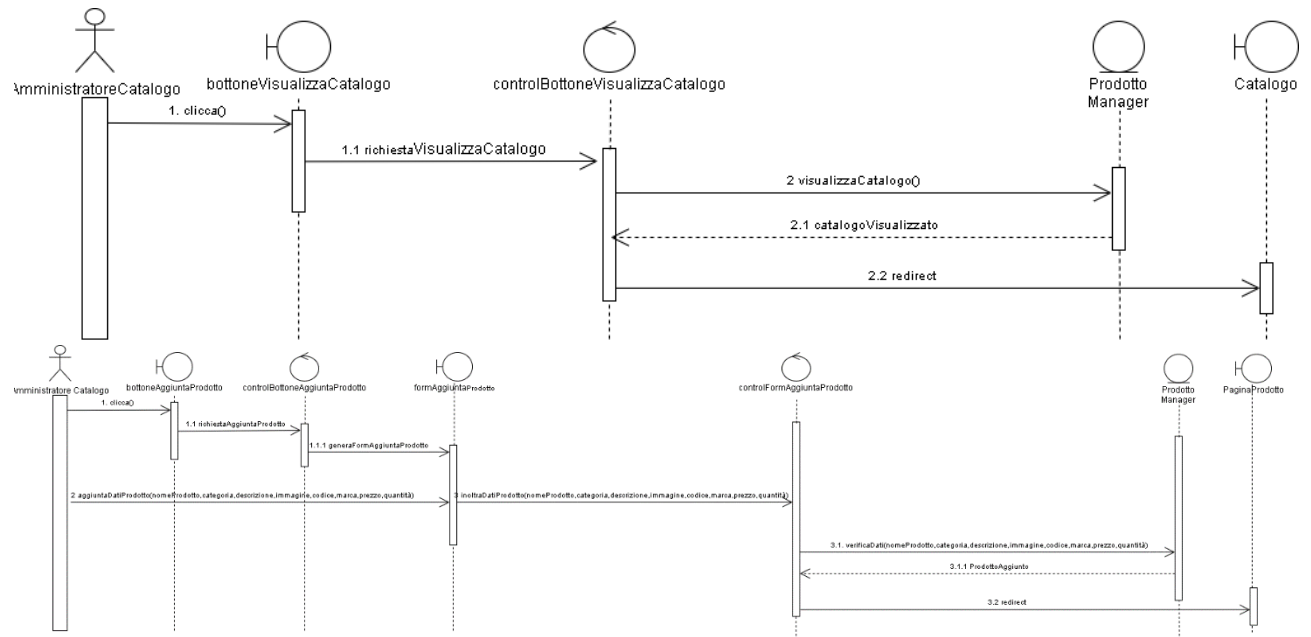 AmministratoreCatalogo
bottoneVisualizzaCatalogo
controlBottoneVisualizzaCatalogo
Prodotto
Manager
Catalogo
1. clicca()
1.1 richiestaVisualizzaCatalogo
2 visualizzaCatalogo()
2.1 catalogoVisualizzato
2.2 redirect
Amministratore Catalogo
bottoneAggiuntaProdotto
controlBottoneAggiuntaProdotto
formAggiuntaProdotto
controlFormAggiuntaProdotto
Prodotto
Manager
PaginaProdotto
1. clicca()
1.1 richiestaAggiuntaProdotto
1.1.1 generaFormAggiuntaProdotto
2 aggiuntaDatiProdotto(nomeProdotto,categoria,descrizione,immagine,codice,marca,prezzo,quantità)
3 inoltraDatiProdotto(nomeProdotto,categoria,descrizione,immagine,codice,marca,prezzo,quantità)
3.1. verificaDati(nomeProdotto,categoria,descrizione,immagine,codice,marca,prezzo,quantità)
3.1.1 ProdottoAggiunto
3.2 redirect